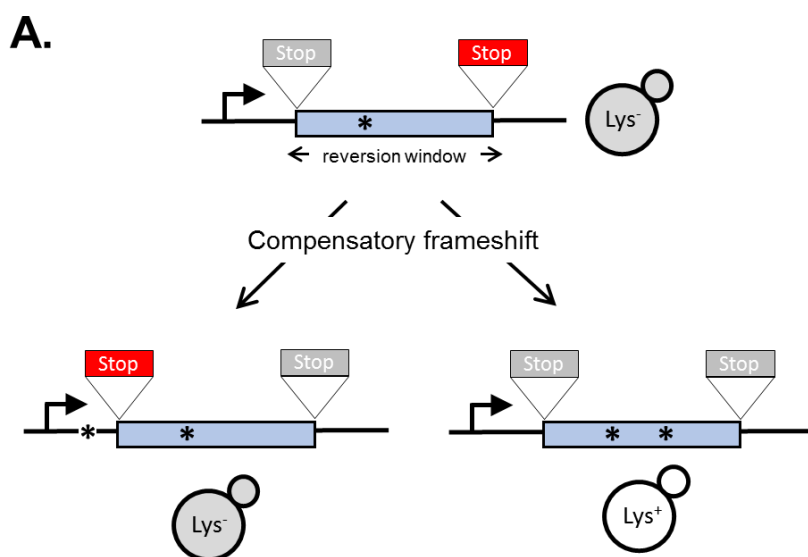 A.
Stop Stop
*
Lys⁻
reversion window
Compensatory frameshift
Stop Stop Stop Stop
* * * *
Lys⁻ Lys⁺